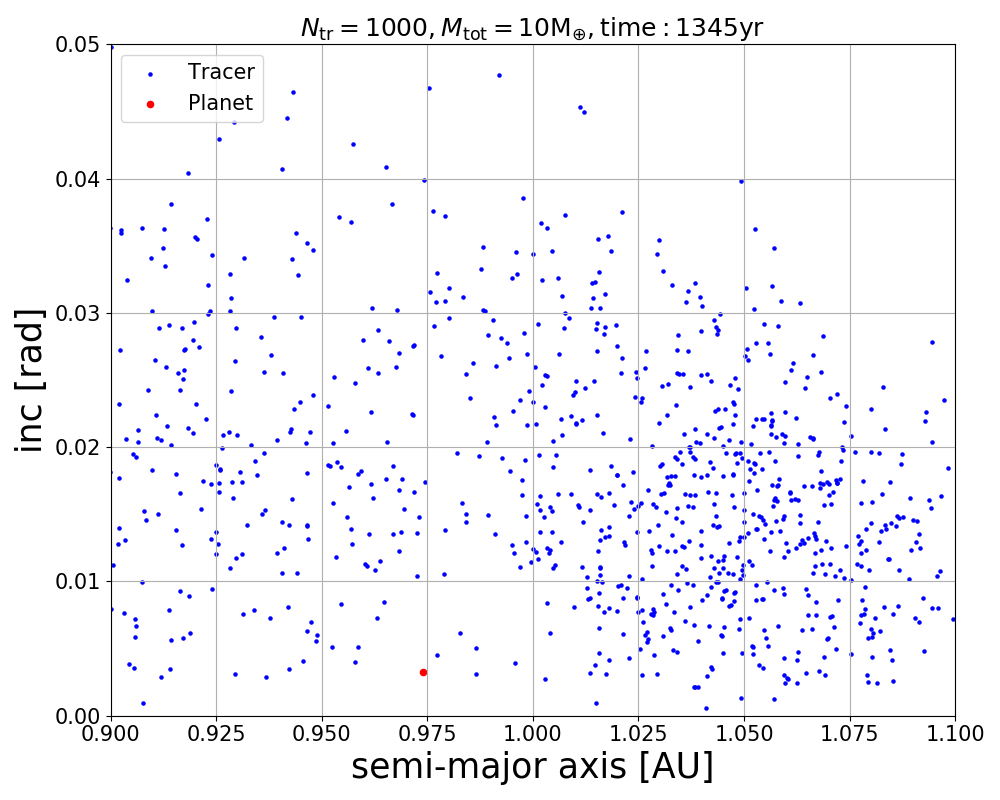 N_tr = 1000, M_tot = 10M_⊕, time : 1345yr
Tracer
Planet
0.05
0.04
0.03
0.02
0.01
0.00
inc [rad]
0.900 0.925 0.950 0.975 1.000 1.025 1.050 1.075 1.100
semi-major axis [AU]